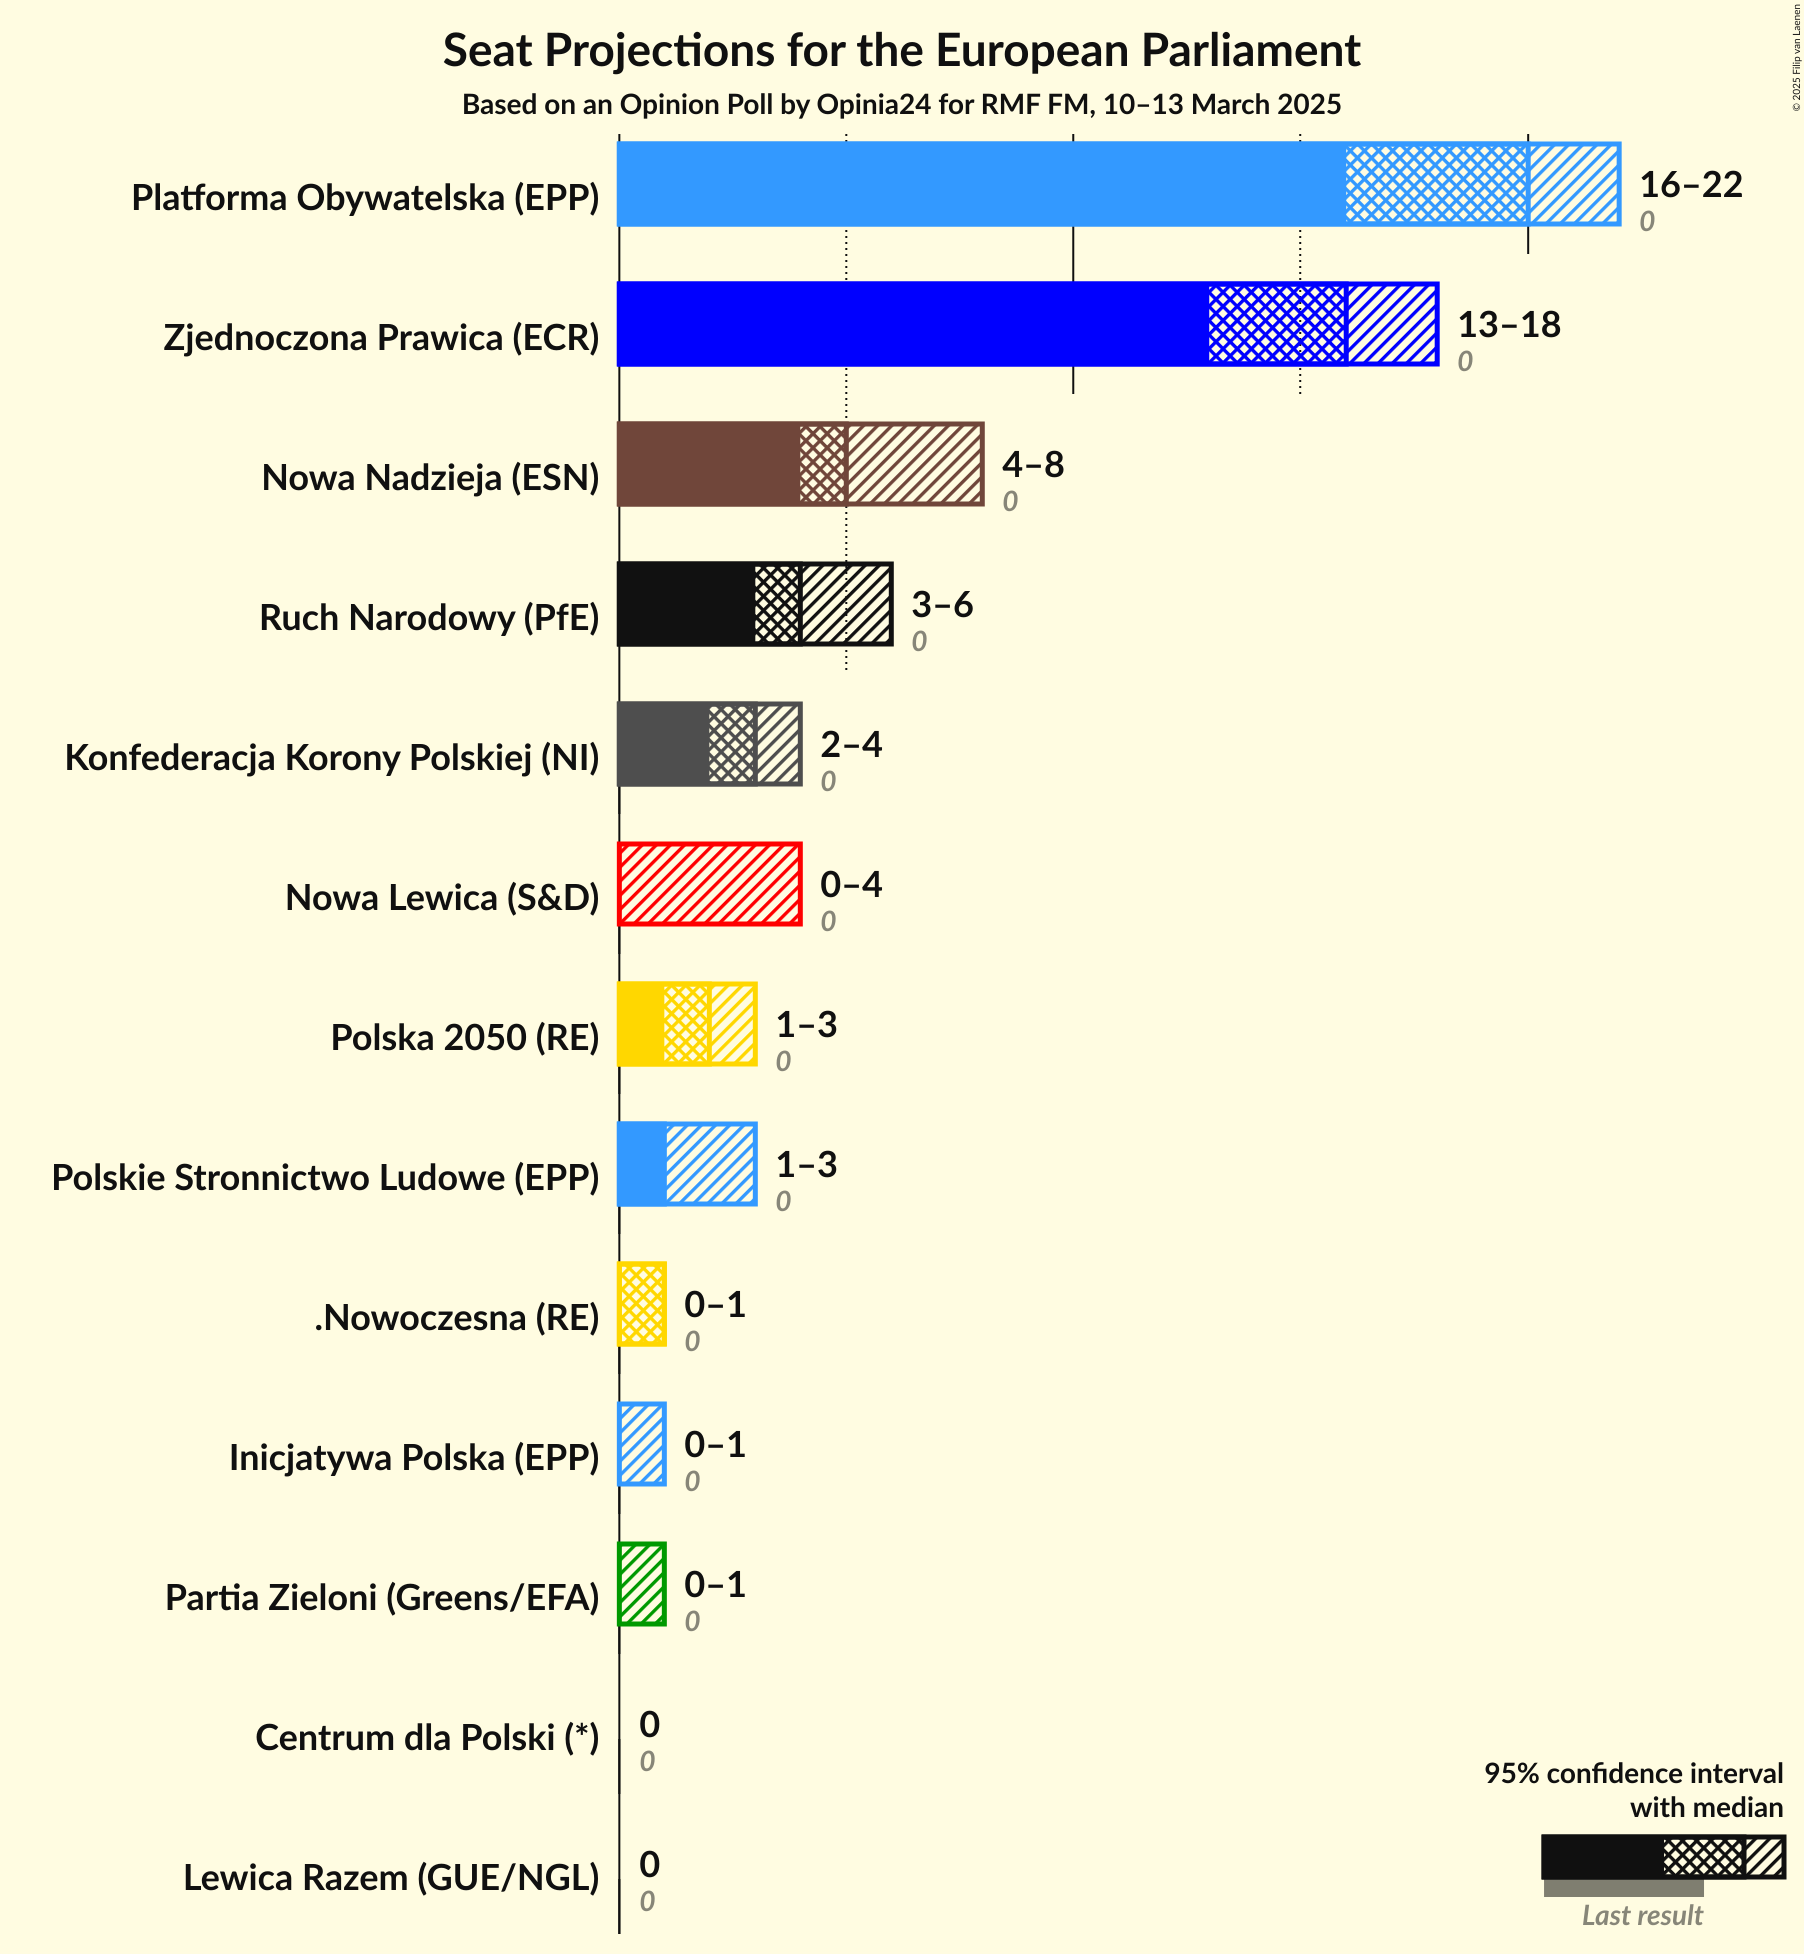 Seat Projections for the European Parliament
Based on an Opinion Poll by Opinia24 for RMF FM, 10–13 March 2025
© 2025 Filip van Laenen
Platforma Obywatelska (EPP)
16–22
0
Zjednoczona Prawica (ECR)
13–18
0
Nowa Nadzieja (ESN)
4–8
0
Ruch Narodowy (PfE)
3–6
0
Konfederacja Korony Polskiej (NI)
2–4
0
Nowa Lewica (S&D)
0–4
0
Polska 2050 (RE)
1–3
0
Polskie Stronnictwo Ludowe (EPP)
1–3
0
.Nowoczesna (RE)
0–1
0
Inicjatywa Polska (EPP)
0–1
0
Partia Zieloni (Greens/EFA)
0–1
0
Centrum dla Polski (*)
0
0
Lewica Razem (GUE/NGL)
0
0
95% confidence interval
with median
Last result